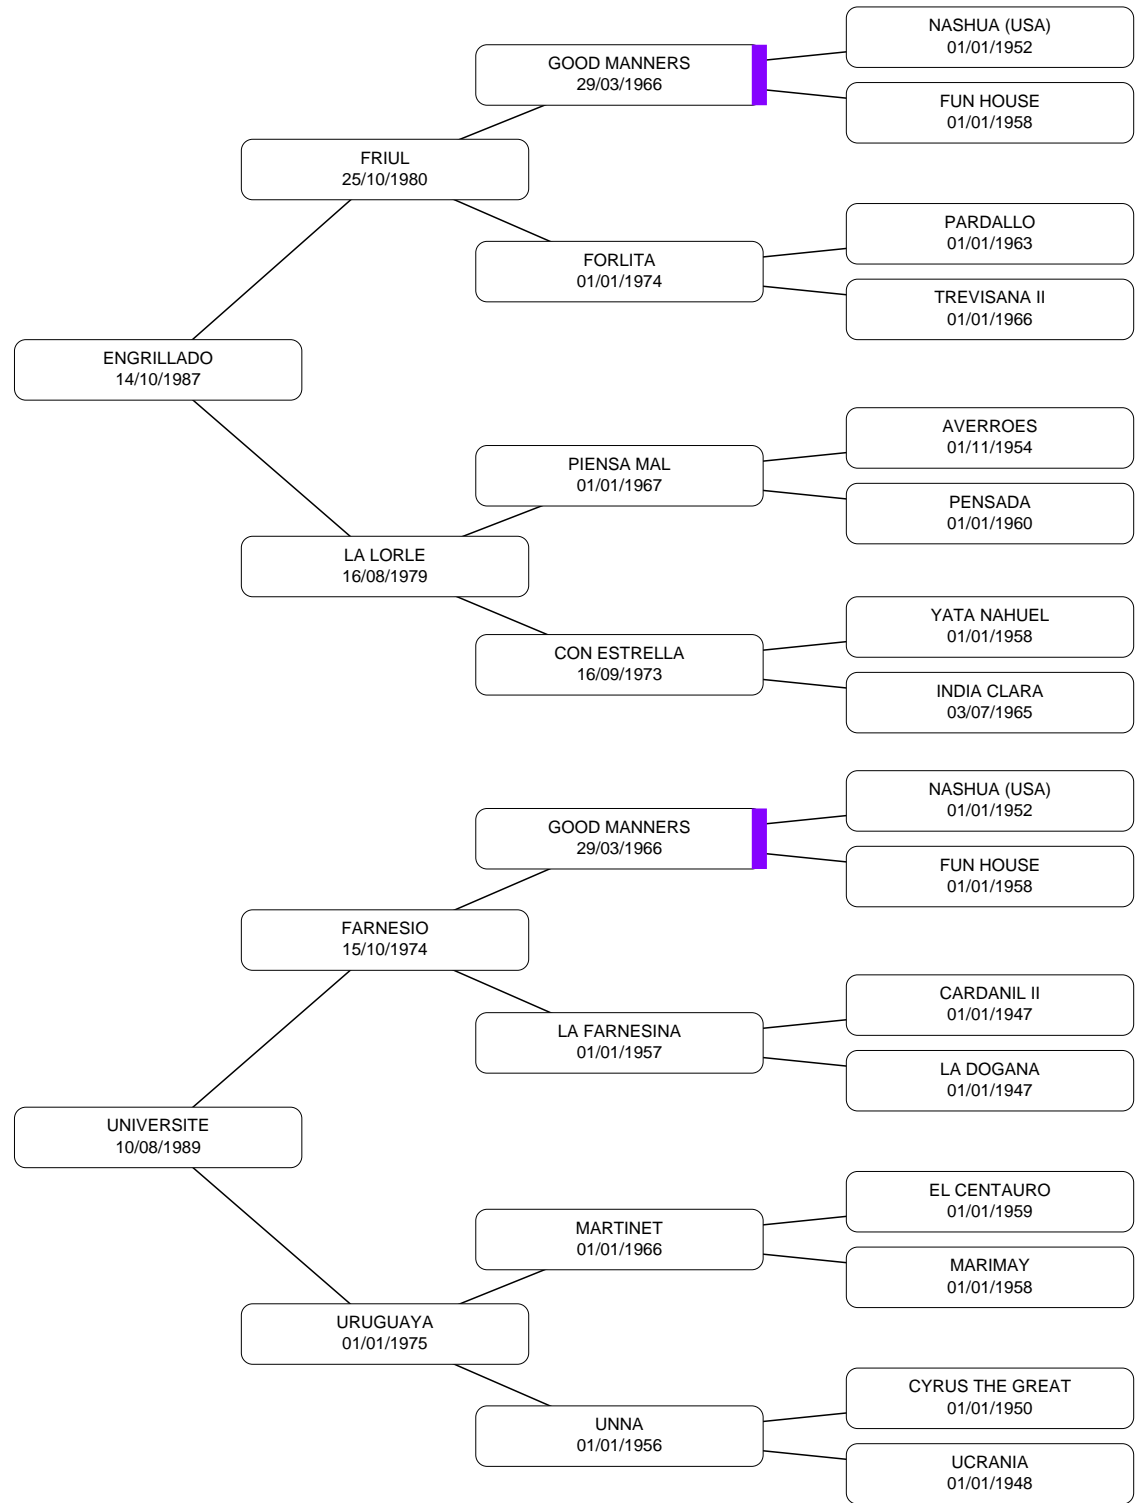 NASHUA (USA)
01/01/1952
GOOD MANNERS
29/03/1966
FUN HOUSE
01/01/1958
FRIUL
25/10/1980
PARDALLO
01/01/1963
FORLITA
01/01/1974
TREVISANA II
01/01/1966
ENGRILLADO
14/10/1987
AVERROES
01/11/1954
PIENSA MAL
01/01/1967
PENSADA
01/01/1960
LA LORLE
16/08/1979
YATA NAHUEL
01/01/1958
CON ESTRELLA
16/09/1973
INDIA CLARA
03/07/1965
NASHUA (USA)
01/01/1952
GOOD MANNERS
29/03/1966
FUN HOUSE
01/01/1958
FARNESIO
15/10/1974
CARDANIL II
01/01/1947
LA FARNESINA
01/01/1957
LA DOGANA
01/01/1947
UNIVERSITE
10/08/1989
EL CENTAURO
01/01/1959
MARTINET
01/01/1966
MARIMAY
01/01/1958
URUGUAYA
01/01/1975
CYRUS THE GREAT
01/01/1950
UNNA
01/01/1956
UCRANIA
01/01/1948